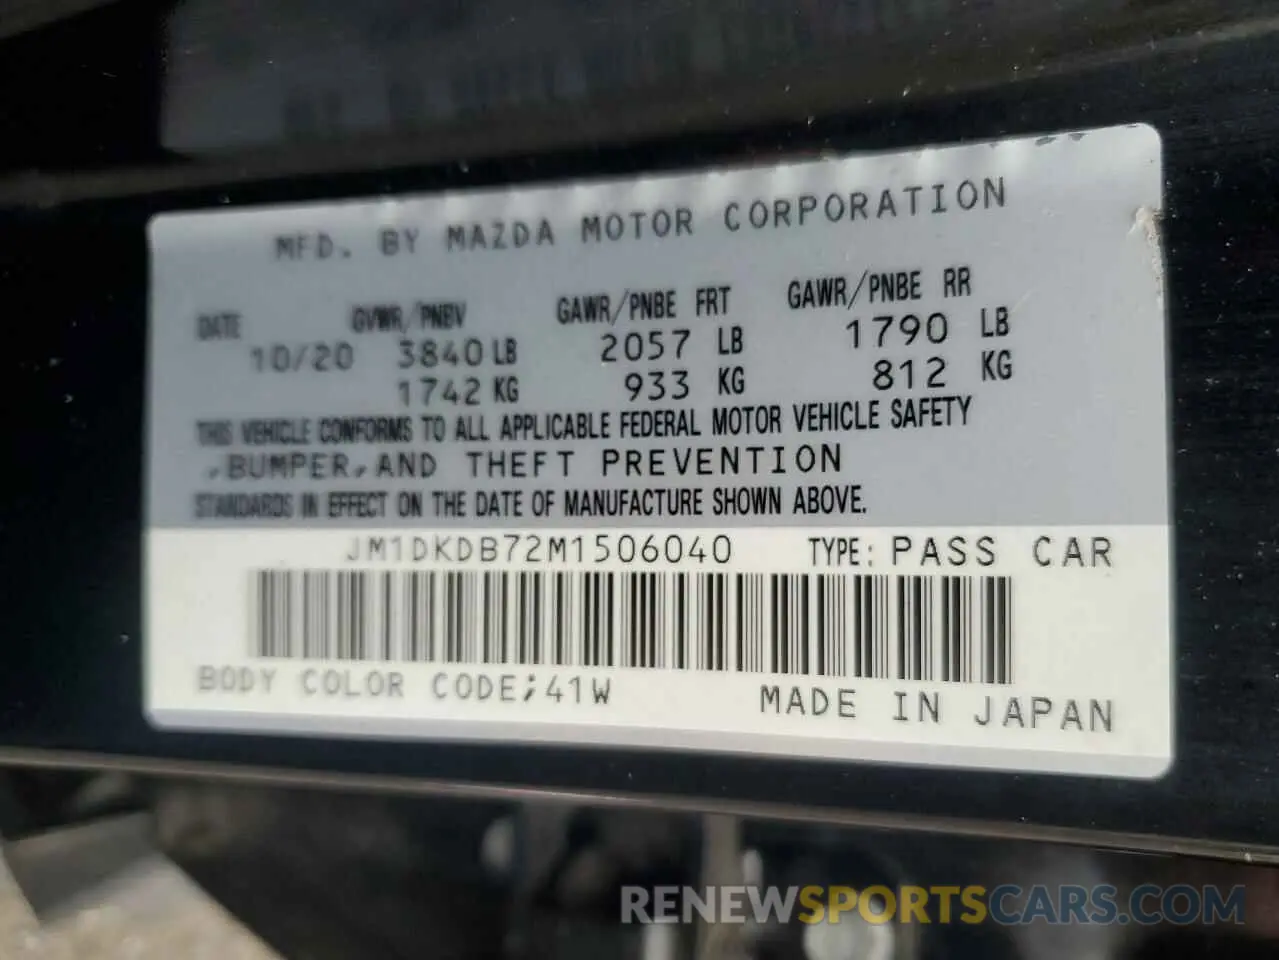 MFD. BY MAZDA MOTOR CORPORATION
DATE GVWR/PNBV GAWR/PNBE FRT GAWR/PNBE RR
10/20 3840 LB 2057 LB 1790 LB
1742 KG 933 KG 812 KG
THIS VEHICLE CONFORMS TO ALL APPLICABLE FEDERAL MOTOR VEHICLE SAFETY
,BUMPER,AND THEFT PREVENTION
STANDARDS IN EFFECT ON THE DATE OF MANUFACTURE SHOWN ABOVE.
JM1DKDB72M1506040 TYPE: PASS CAR
BODY COLOR CODE;41W MADE IN JAPAN
RENEWSPORTSCARS.COM